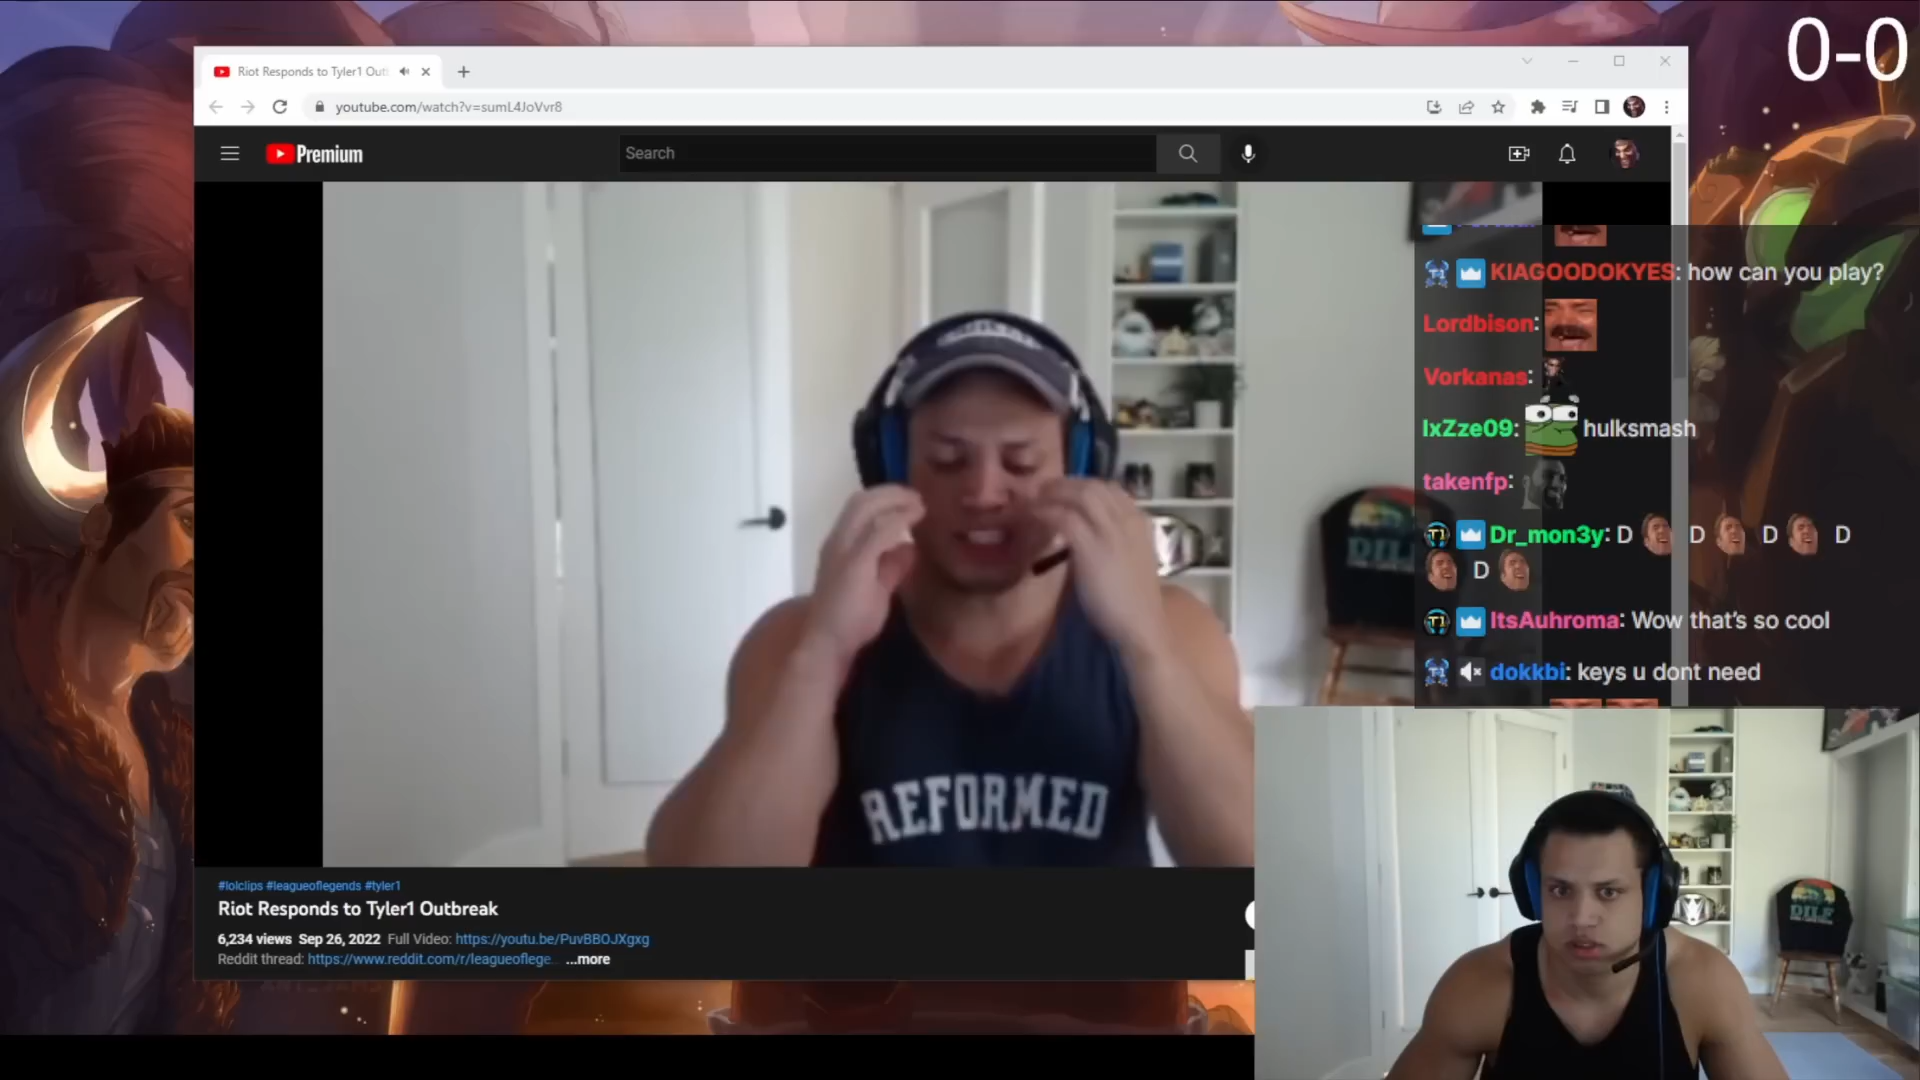 0-0
Riot Responds to Tyler1 Out
youtube.com/watch?v=sumL4JoVvr8
Premium
Search
KIAGOODOKYES: how can you play?
Lordbison:
Vorkanas:
IxZze09: hulksmash
takenfp:
Dr_mon3y: D D D D
D
ItsAuhroma: Wow that's so cool
dokkbi: keys u dont need
REFORMED
DILF
#lolclips #leagueoflegends #tyler1
Riot Responds to Tyler1 Outbreak
6,234 views Sep 26, 2022 Full Video: https://youtu.be/PuvBBOJXgxg
Reddit thread: https://www.reddit.com/r/leagueoflege... ...more
DILF